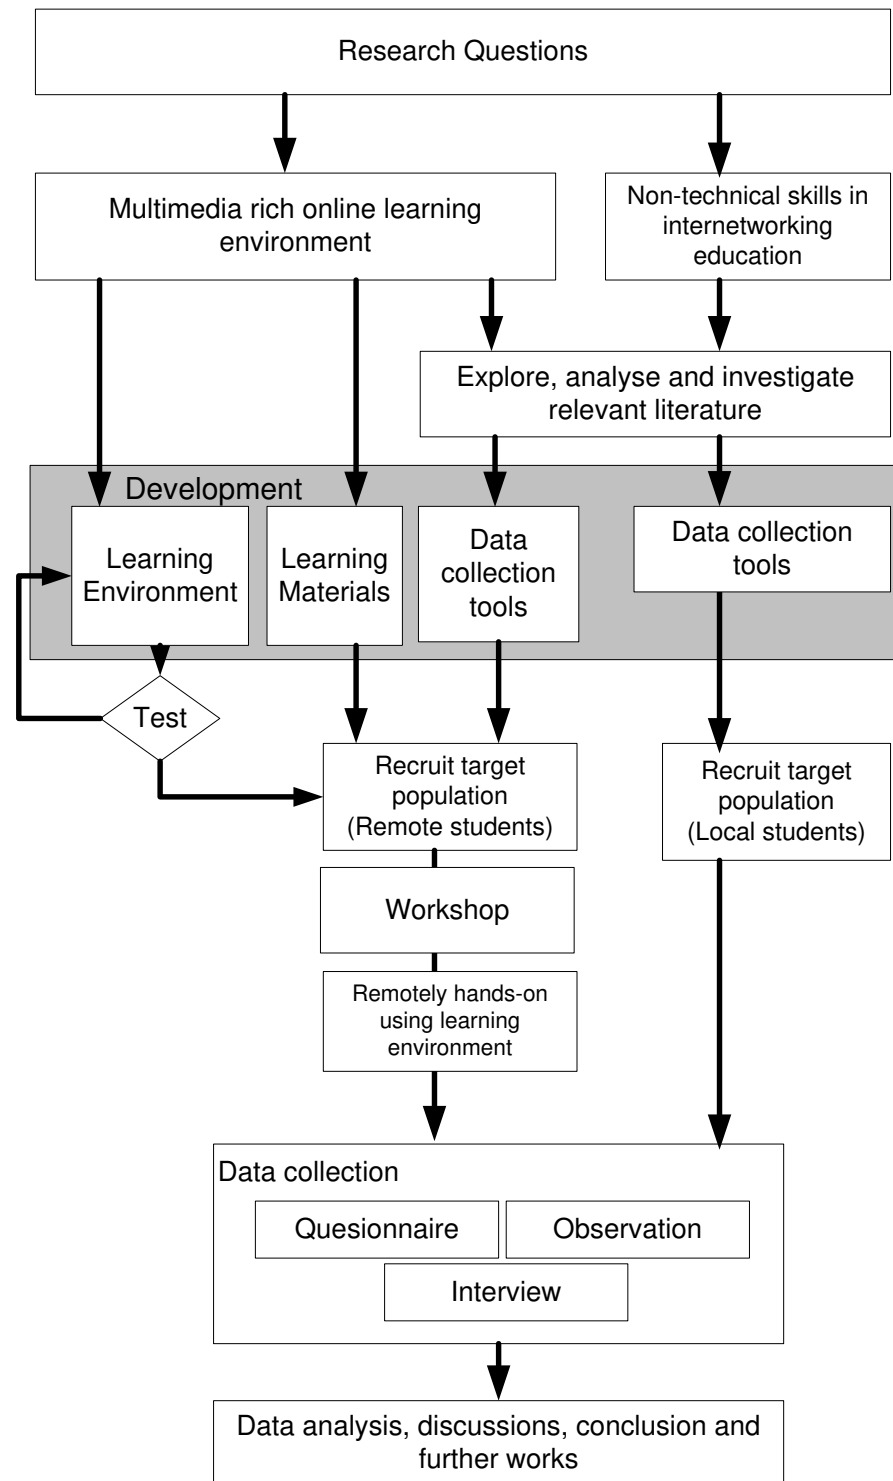 Research Questions
Multimedia rich online learning
environment
Non-technical skills in
internetworking
education
Explore, analyse and investigate
relevant literature
Development
Learning
Environment
Learning
Materials
Data
collection
tools
Data collection
tools
Test
Recruit target
population
(Remote students)
Recruit target
population
(Local students)
Workshop
Remotely hands-on
using learning
environment
Data collection
Quesionnaire
Observation
Interview
Data analysis, discussions, conclusion and
further works